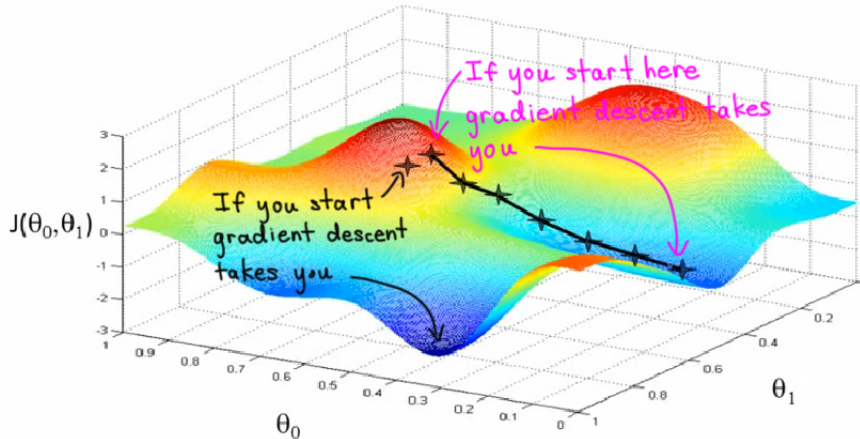 If you start here
gradient descent takes
you
If you start
gradient descent
takes you
J(θ₀,θ₁)
3
2
1
0
-1
-2
-3
1
0.9
0.8
0.7
0.6
0.5
0.4
0.3
0.2
0.1
0
θ₀
1
0.8
0.6
0.4
0.2
θ₁